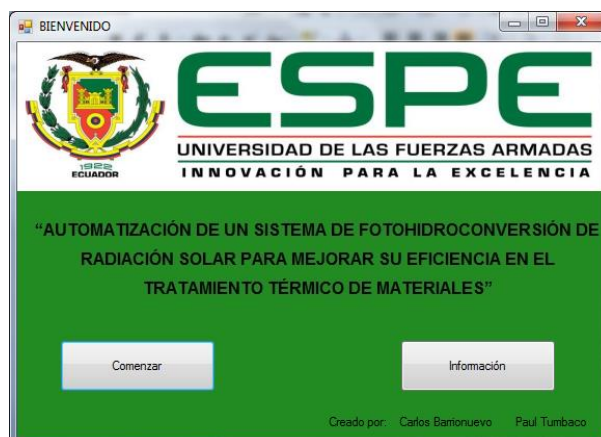 BIENVENIDO
ESPE
UNIVERSIDAD DE LAS FUERZAS ARMADAS
INNOVACIÓN PARA LA EXCELENCIA
1922
ECUADOR
“AUTOMATIZACIÓN DE UN SISTEMA DE FOTOHIDROCONVERSIÓN DE
RADIACIÓN SOLAR PARA MEJORAR SU EFICIENCIA EN EL
TRATAMIENTO TÉRMICO DE MATERIALES”
Comenzar Información
Creado por: Carlos Barrionuevo Paul Tumbaco